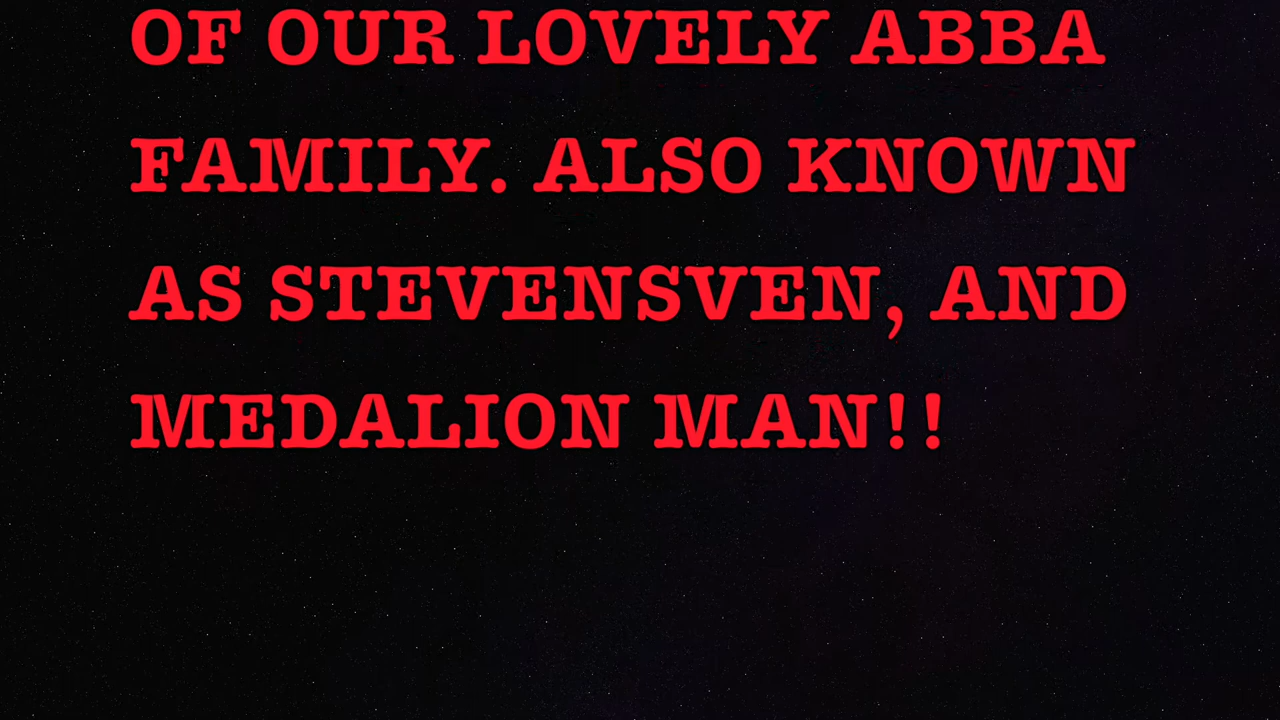 OF OUR LOVELY ABBA
FAMILY. ALSO KNOWN
AS STEVENSVEN, AND
MEDALION MAN!!